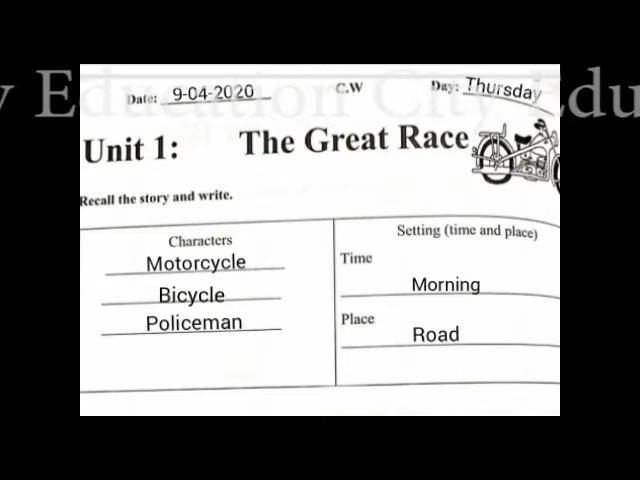 y Education City Edu
Date: 9-04-2020 C.W Day: Thursday
Unit 1: The Great Race
Recall the story and write.
Characters
Motorcycle
Bicycle
Policeman
Setting (time and place)
Time
Morning
Place
Road